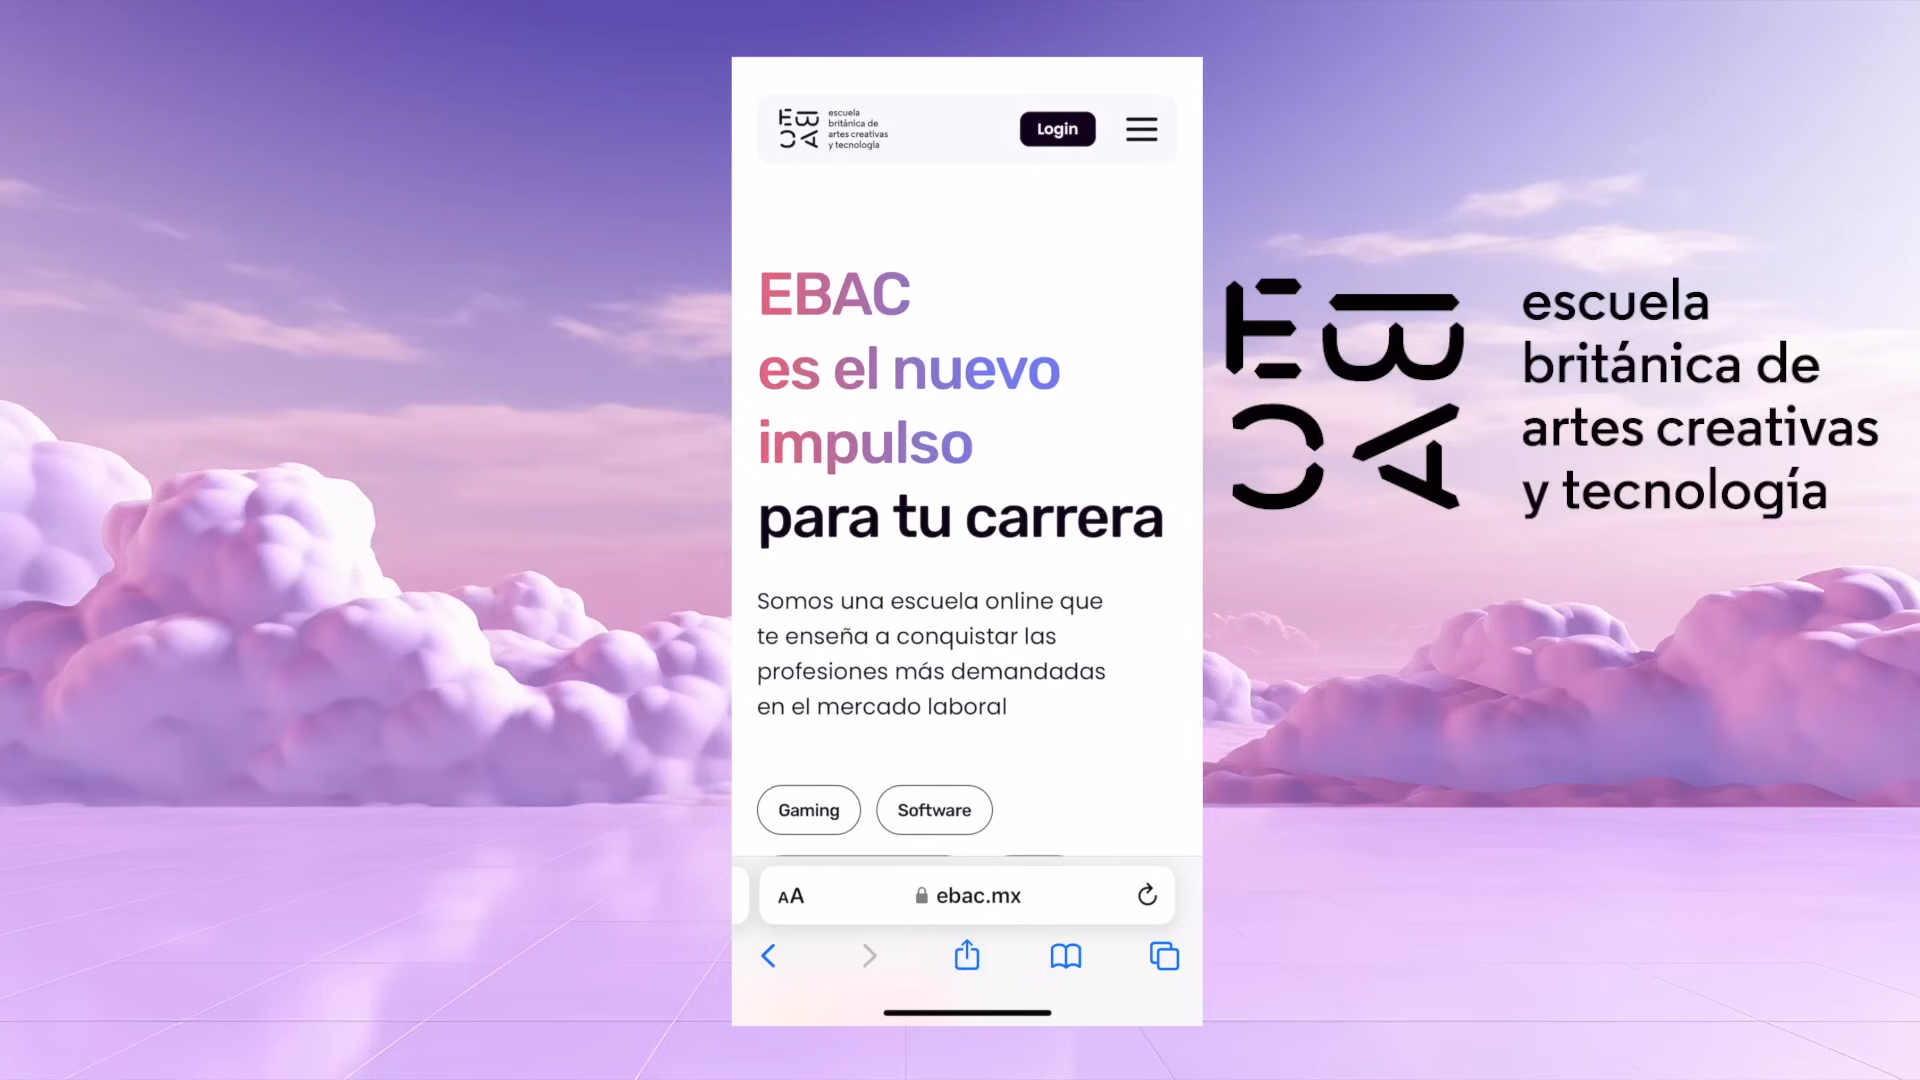 escuela
británica de
artes creativas
y tecnología
Login
EBAC
es el nuevo
impulso
para tu carrera
Somos una escuela online que
te enseña a conquistar las
profesiones más demandadas
en el mercado laboral
Gaming
Software
AA
ebac.mx
EBAC
escuela
británica de
artes creativas
y tecnología